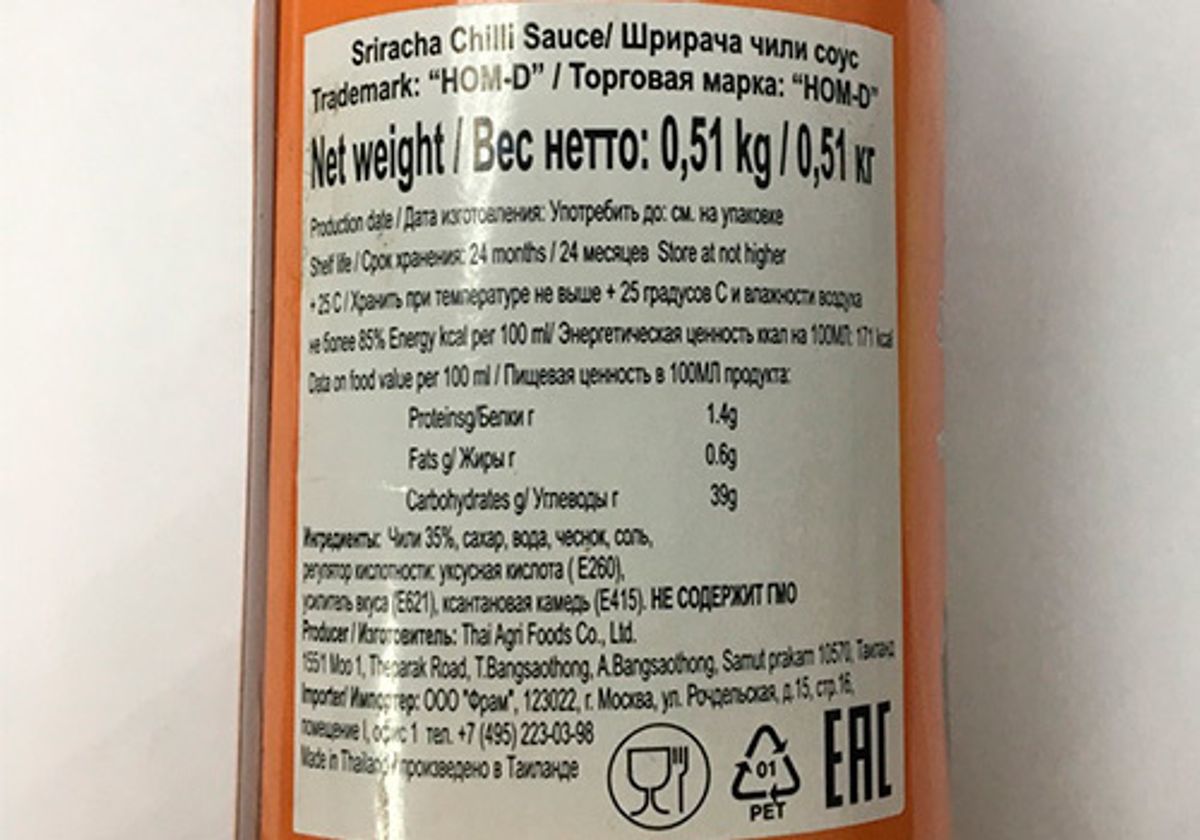 Sriracha Chilli Sauce/ Шрирача чили соус
Trademark: “HOM-D” / Торговая марка: “HOM-D”
Net weight / Вес нетто: 0,51 kg / 0,51 кг
Production date / Дата изготовления: Употребить до: см. на упаковке
Shelf life / Срок хранения: 24 months / 24 месяцев Store at not higher
+ 25 C / Хранить при температуре не выше + 25 градусов С и влажности воздуха
не более 85% Energy kcal per 100 ml/ Энергетическая ценность ккал на 100МЛ: 171 kcal
Data on food value per 100 ml / Пищевая ценность в 100МЛ продукта:
Proteinsg/Белки г 1.4g
Fats g/ Жиры г 0.6g
Carbohydrates g/ Углеводы г 39g
Ингредиенты: Чили 35%, сахар, вода, чеснок, соль,
регулятор кислотности: уксусная кислота ( E260),
усилитель вкуса (E621), ксантановая камедь (E415). НЕ СОДЕРЖИТ ГМО
Producer / Изготовитель: Thai Agri Foods Co., Ltd.
155/1 Moo 1, Theparak Road, T.Bangsaothong, A.Bangsaothong, Samut prakarn 10570, Таиланд
Importer/ Импортер: ООО "Фрам", 123022, г. Москва, ул. Рочдельская, д.15, стр.16,
помещение I, офис 1 тел. +7 (495) 223-03-98
Made in Thailand / произведено в Таиланде
01
PET
EAC